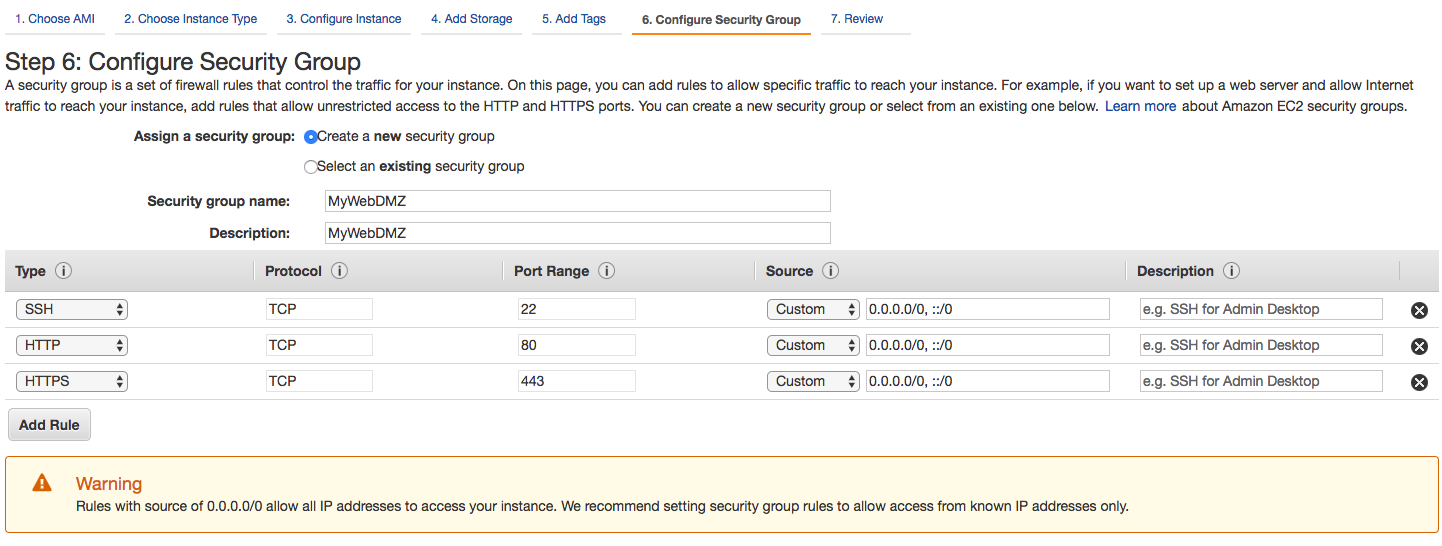 1. Choose AMI 2. Choose Instance Type 3. Configure Instance 4. Add Storage 5. Add Tags 6. Configure Security Group 7. Review
Step 6: Configure Security Group
A security group is a set of firewall rules that control the traffic for your instance. On this page, you can add rules to allow specific traffic to reach your instance. For example, if you want to set up a web server and allow Internet
traffic to reach your instance, add rules that allow unrestricted access to the HTTP and HTTPS ports. You can create a new security group or select from an existing one below. Learn more about Amazon EC2 security groups.
Assign a security group: Create a new security group
Select an existing security group
Security group name: MyWebDMZ
Description: MyWebDMZ
Type i Protocol i Port Range i Source i Description i
SSH TCP 22 Custom 0.0.0.0/0, ::/0 e.g. SSH for Admin Desktop
HTTP TCP 80 Custom 0.0.0.0/0, ::/0 e.g. SSH for Admin Desktop
HTTPS TCP 443 Custom 0.0.0.0/0, ::/0 e.g. SSH for Admin Desktop
Add Rule
Warning
Rules with source of 0.0.0.0/0 allow all IP addresses to access your instance. We recommend setting security group rules to allow access from known IP addresses only.